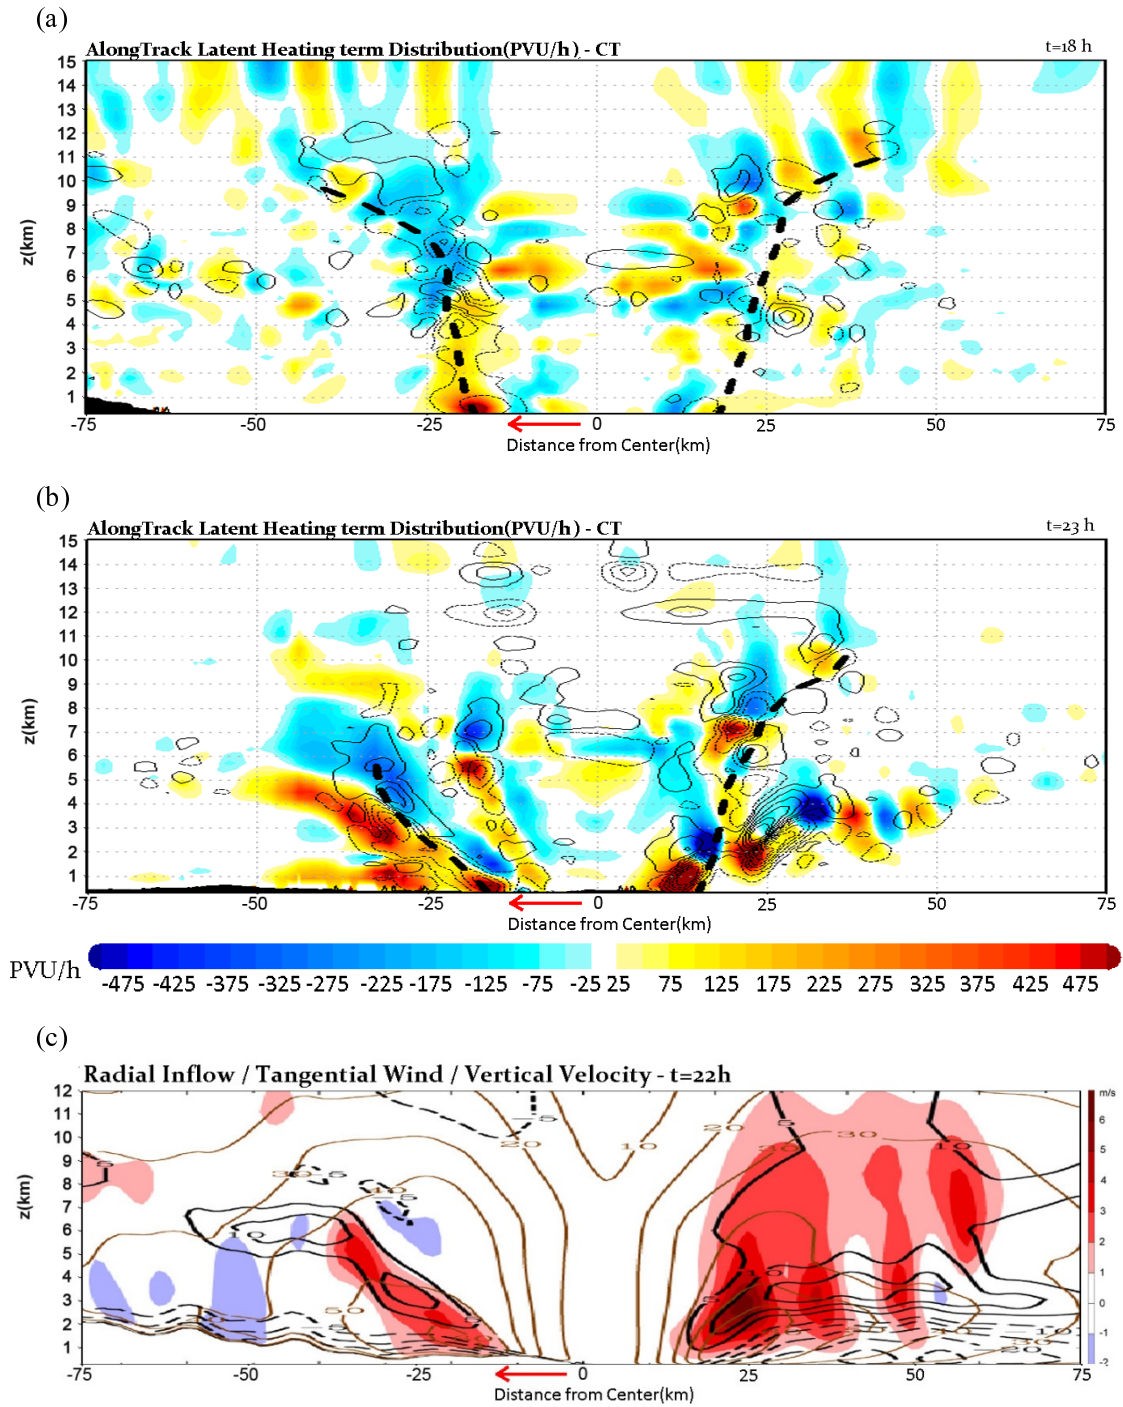 (a)
AlongTrack Latent Heating term Distribution(PVU/h) - CT
t=18 h
15
14
13
12
11
10
9
8
7
6
5
4
3
2
1
z(km)
-75 -50 -25 0 25 50 75
Distance from Center(km)
(b)
AlongTrack Latent Heating term Distribution(PVU/h) - CT
t=23 h
15
14
13
12
11
10
9
8
7
6
5
4
3
2
1
z(km)
-75 -50 -25 0 25 50 75
Distance from Center(km)
PVU/h
-475 -425 -375 -325 -275 -225 -175 -125 -75 -25 25 75 125 175 225 275 325 375 425 475
(c)
Radial Inflow / Tangential Wind / Vertical Velocity - t=22h
12
11
10
9
8
7
6
5
4
3
2
1
z(km)
-75 -50 -25 0 25 50 75
Distance from Center(km)
m/s
6
5
4
3
2
1
0
-1
-2
20
10
20
30
10
50
5